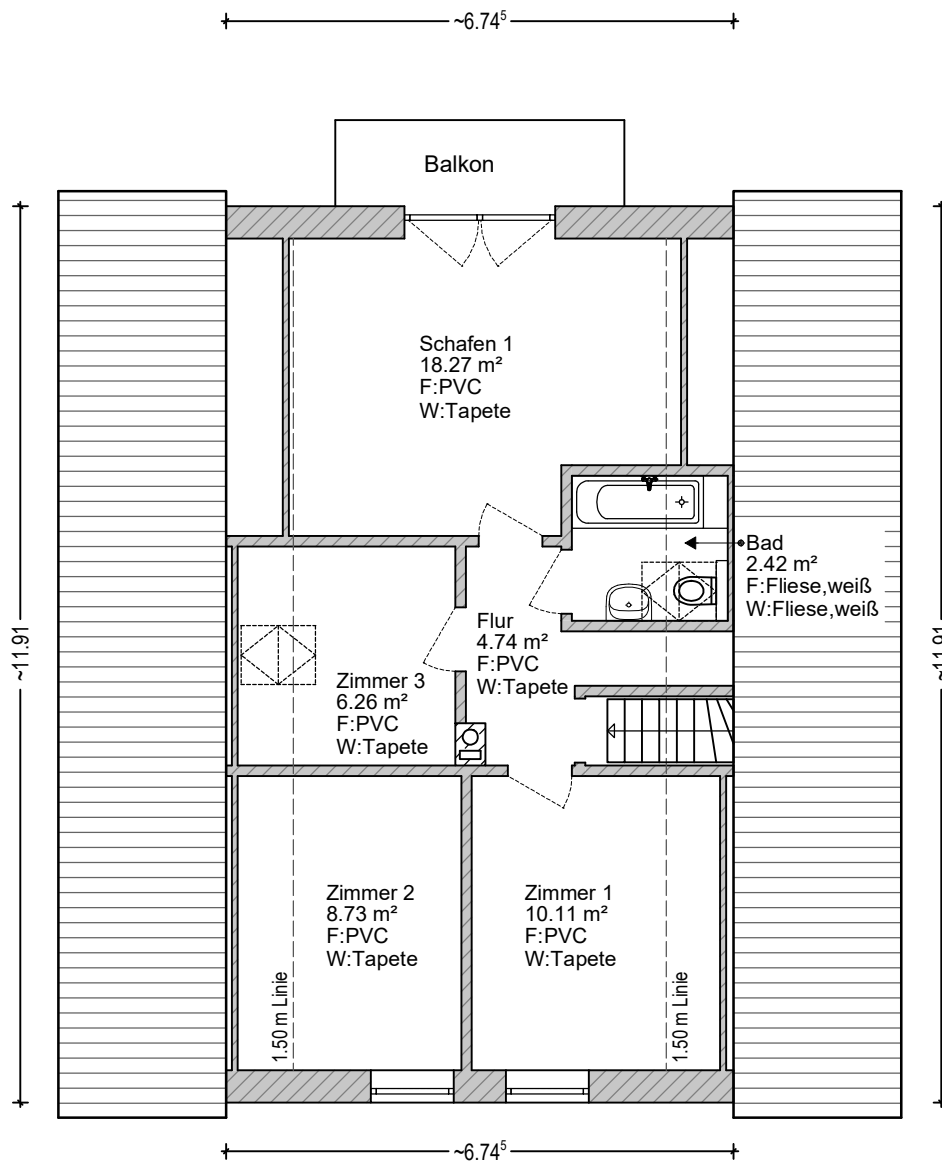 ~6.74⁵
Balkon
Schafen 1
18.27 m²
F:PVC
W:Tapete
Bad
2.42 m²
F:Fliese,weiß
W:Fliese,weiß
Flur
4.74 m²
F:PVC
W:Tapete
~11.91
~11.91
Zimmer 3
6.26 m²
F:PVC
W:Tapete
Zimmer 2
8.73 m²
F:PVC
W:Tapete
Zimmer 1
10.11 m²
F:PVC
W:Tapete
1.50 m Linie
1.50 m Linie
~6.74⁵